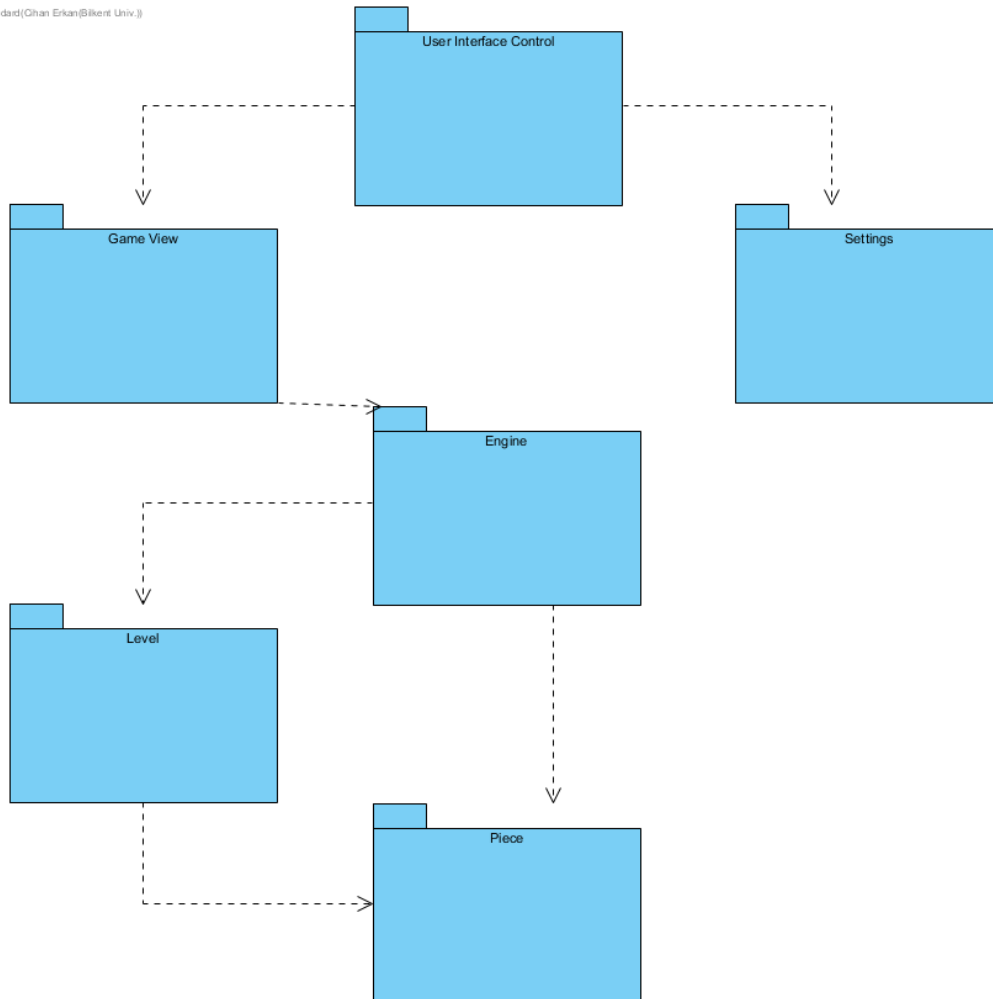 dard(Cihan Erkan(Bilkent Univ.))
User Interface Control
Game View
Settings
Engine
Level
Piece